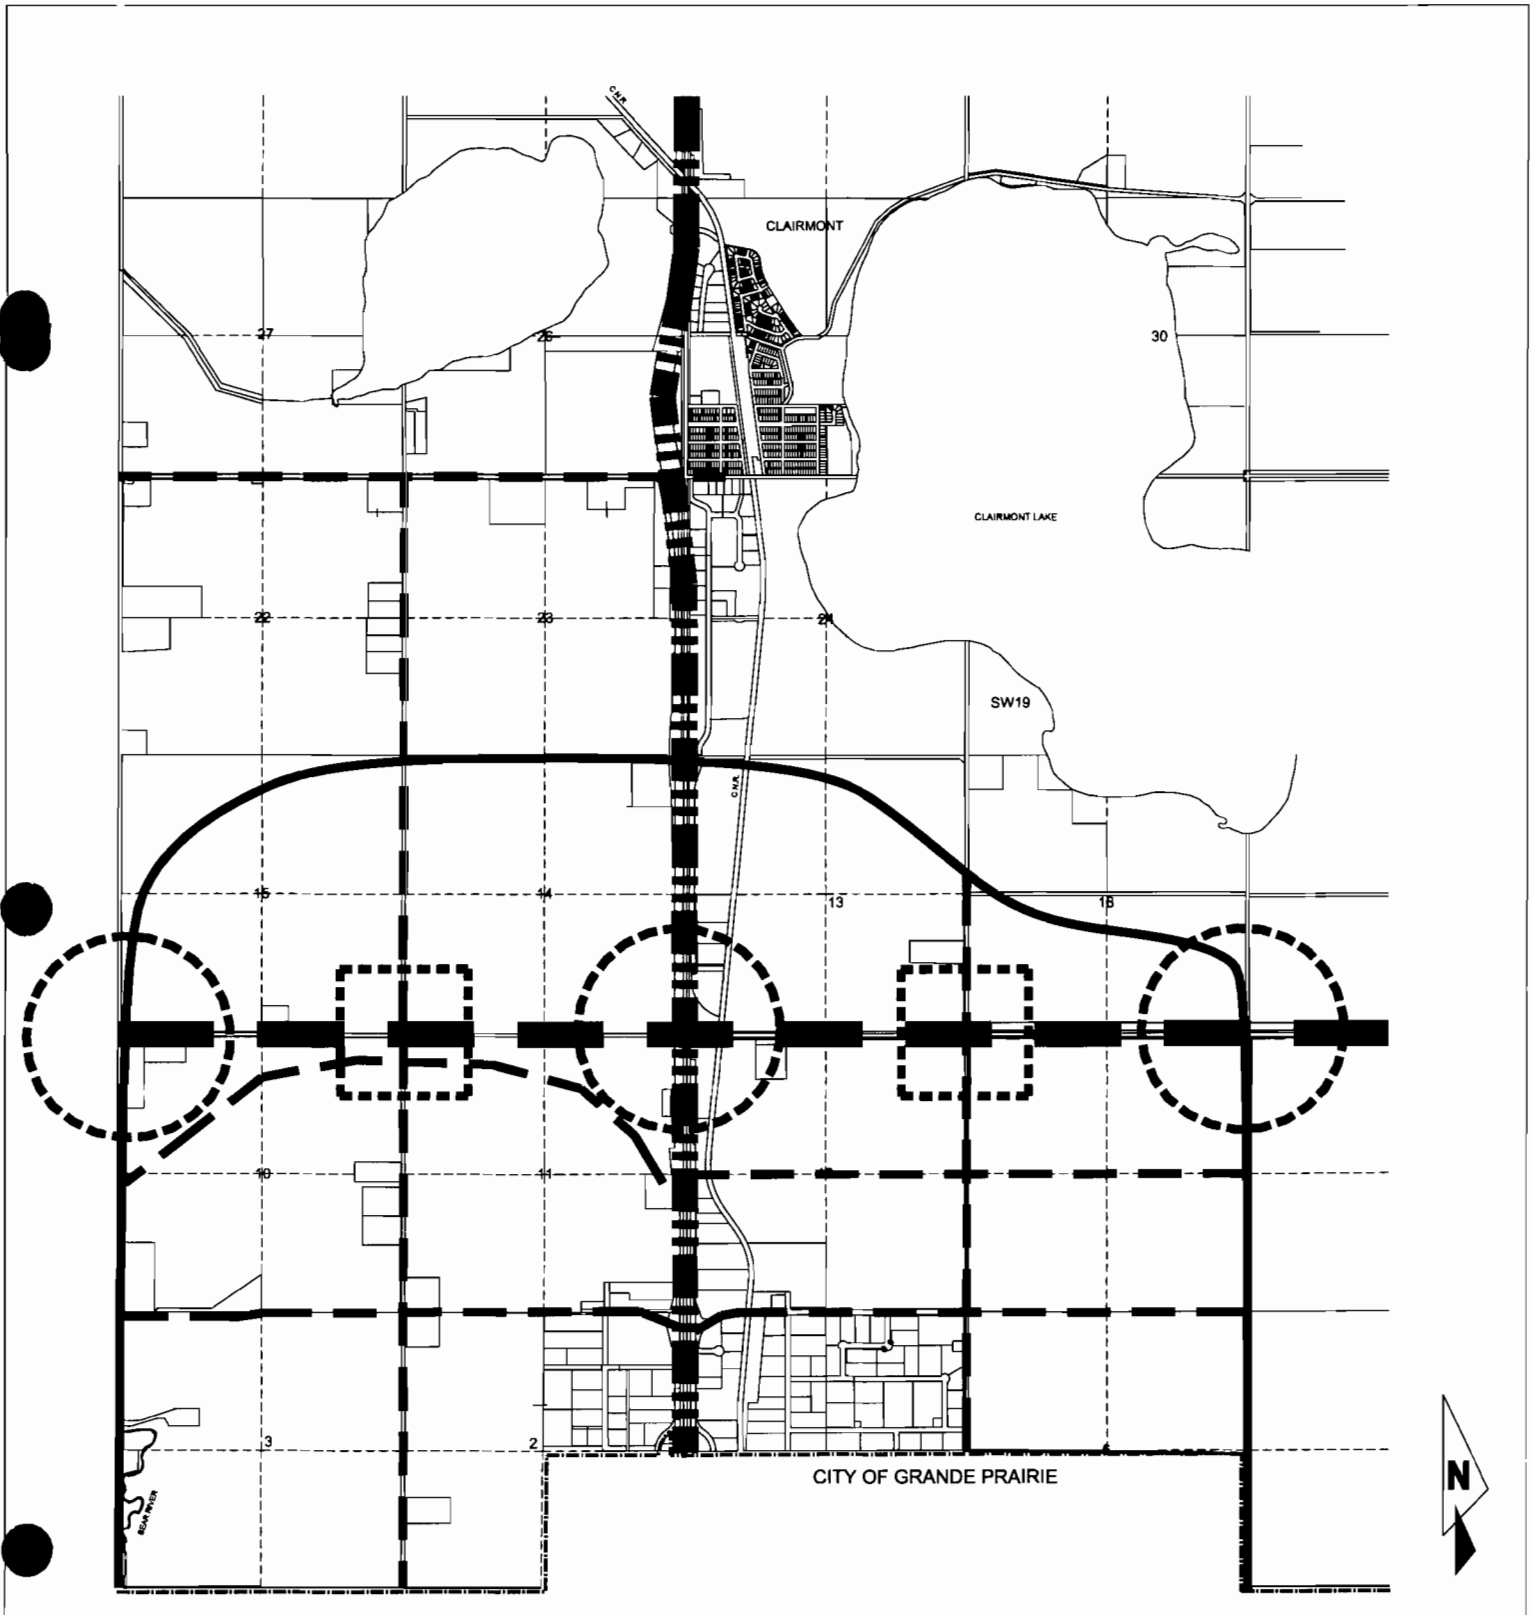 C.N.R.
CLAIRMONT
27
26
30
CLAIRMONT LAKE
22
23
24
SW19
C.N.R.
15
14
13
18
10
11
3
2
CITY OF GRANDE PRAIRIE
BEAR RIVER
N